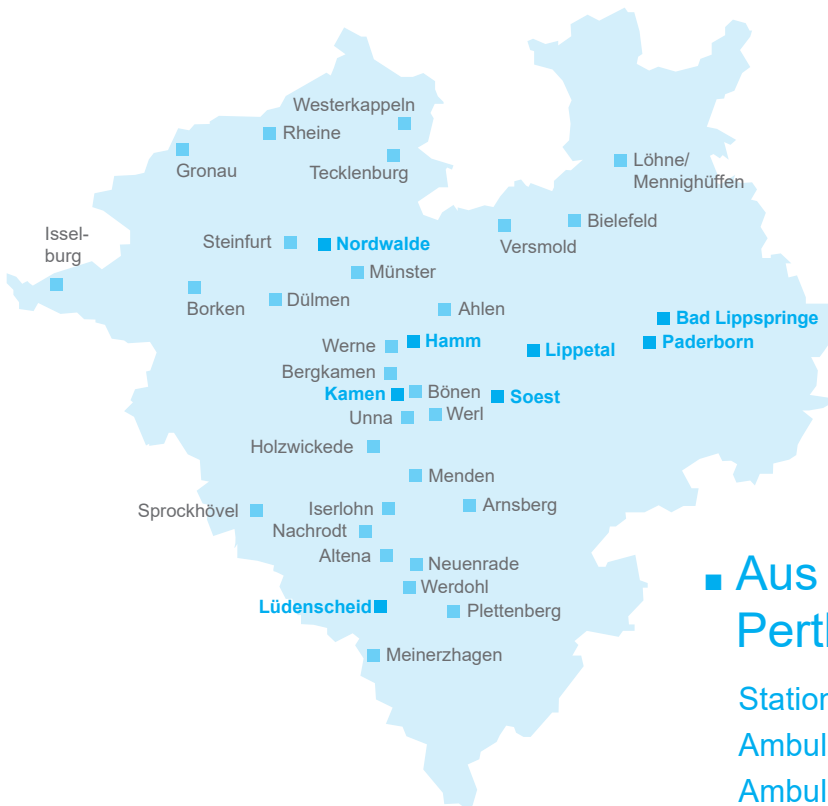 Westerkappeln
Rheine
Gronau
Tecklenburg
Löhne/
Mennighüffen
Issel-
burg
Steinfurt
Nordwalde
Bielefeld
Versmold
Münster
Borken
Dülmen
Ahlen
Bad Lippspringe
Werne
Hamm
Lippetal
Paderborn
Bergkamen
Kamen
Bönen
Soest
Unna
Werl
Holzwickede
Menden
Sprockhövel
Iserlohn
Arnsberg
Nachrodt
Altena
Neuenrade
Werdohl
Lüdenscheid
Plettenberg
Meinerzhagen
Aus